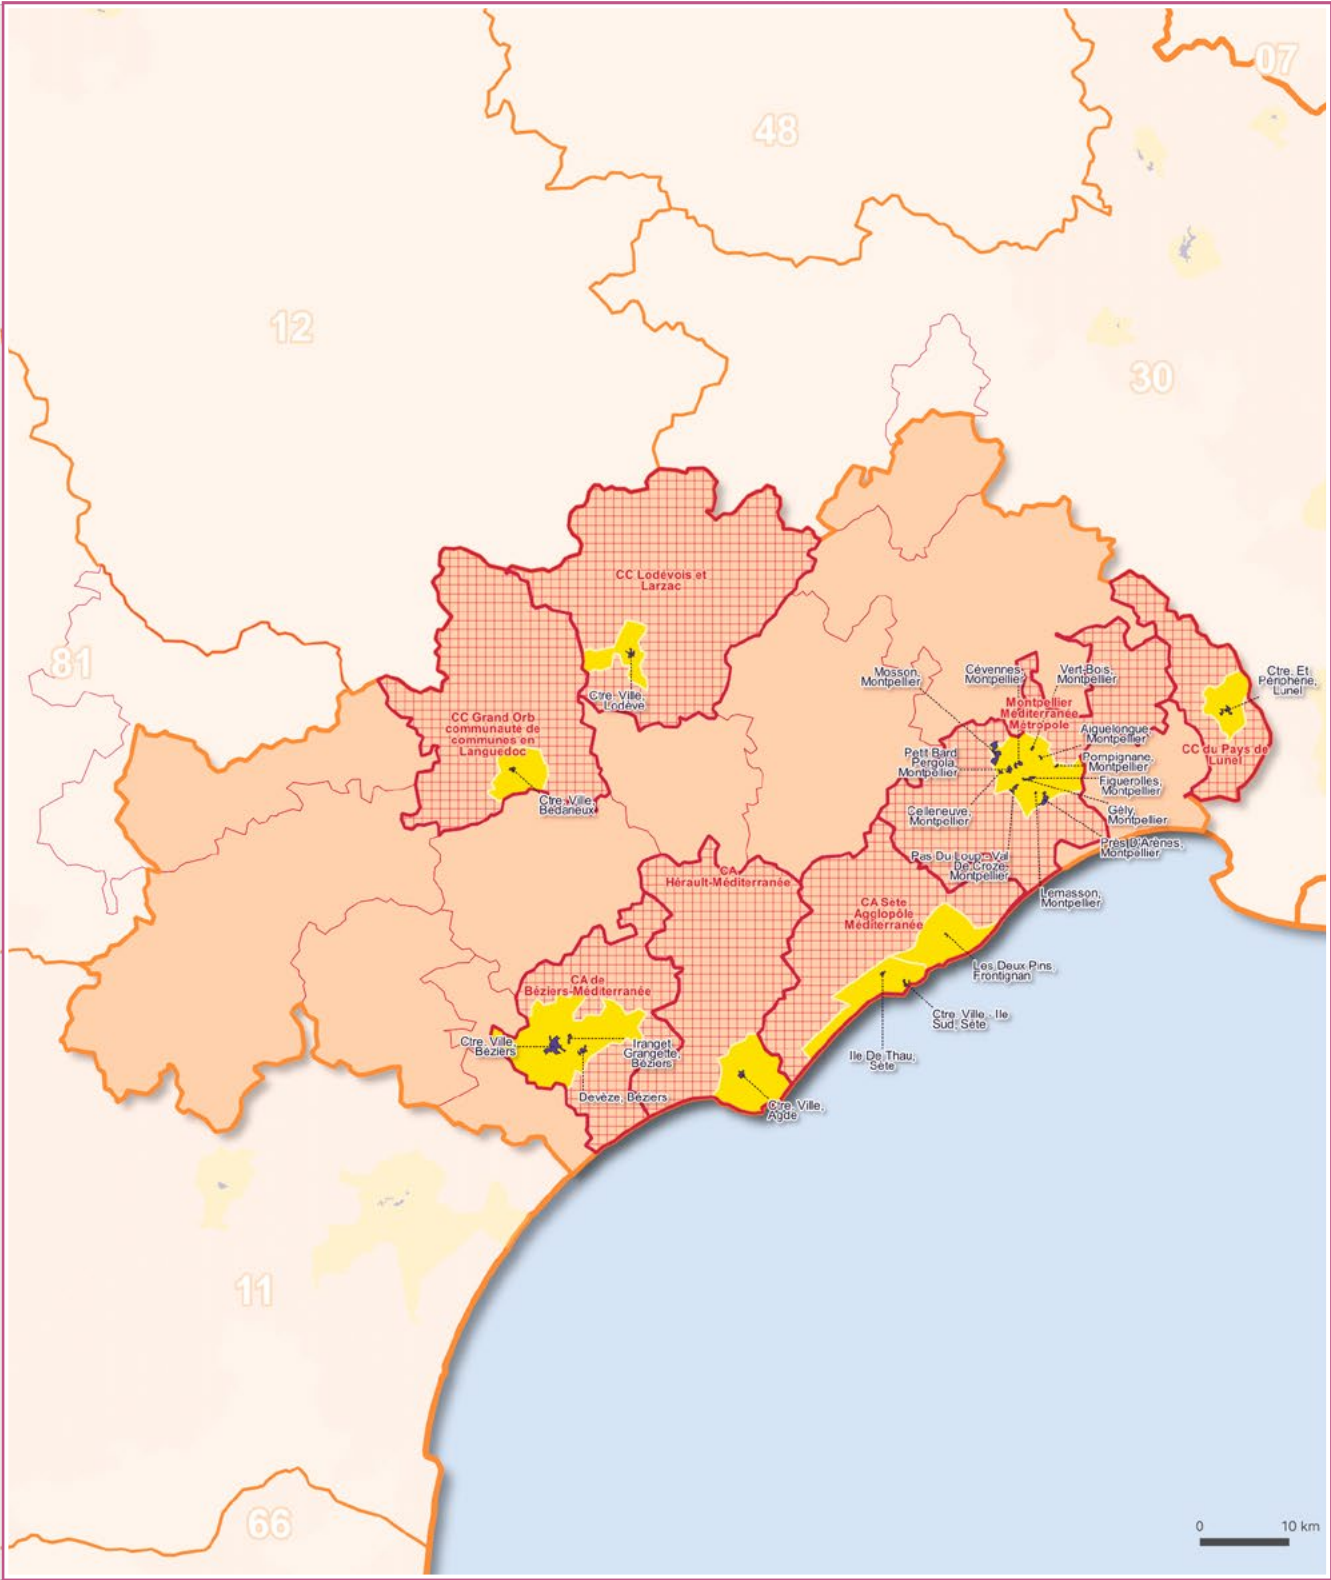 07
48
12
30
81
CC Lodévois et
Larzac
Ctre. Ville,
Lodève
Mosson,
Montpellier
Cévennes,
Montpellier
Vert-Bois,
Montpellier
Ctre. Et
Périphérie,
Lunel
CC Grand Orb
communauté de
communes en
Languedoc
Montpellier
Méditerranée
Métropole
Aiguelongue,
Montpellier
CC du Pays de
Lunel
Petit Bard
Pergola,
Montpellier
Pompignane,
Montpellier
Figuerolles,
Montpellier
Ctre. Ville,
Bédarieux
Celleneuve,
Montpellier
Gély,
Montpellier
Près D'Arènes,
Montpellier
Pas Du Loup - Val
De Croze,
Montpellier
CA
Hérault-Méditerranée
Lemasson,
Montpellier
CA Sète
Agglopôle
Méditerranée
Les Deux Pins,
Frontignan
CA de
Béziers-Méditerranée
Ctre. Ville - Ile
Sud, Sète
Ctre. Ville,
Béziers
Iranget
Grangette,
Béziers
Ile De Thau,
Sète
Devèze, Béziers
Ctre. Ville,
Agde
11
66
0 10 km